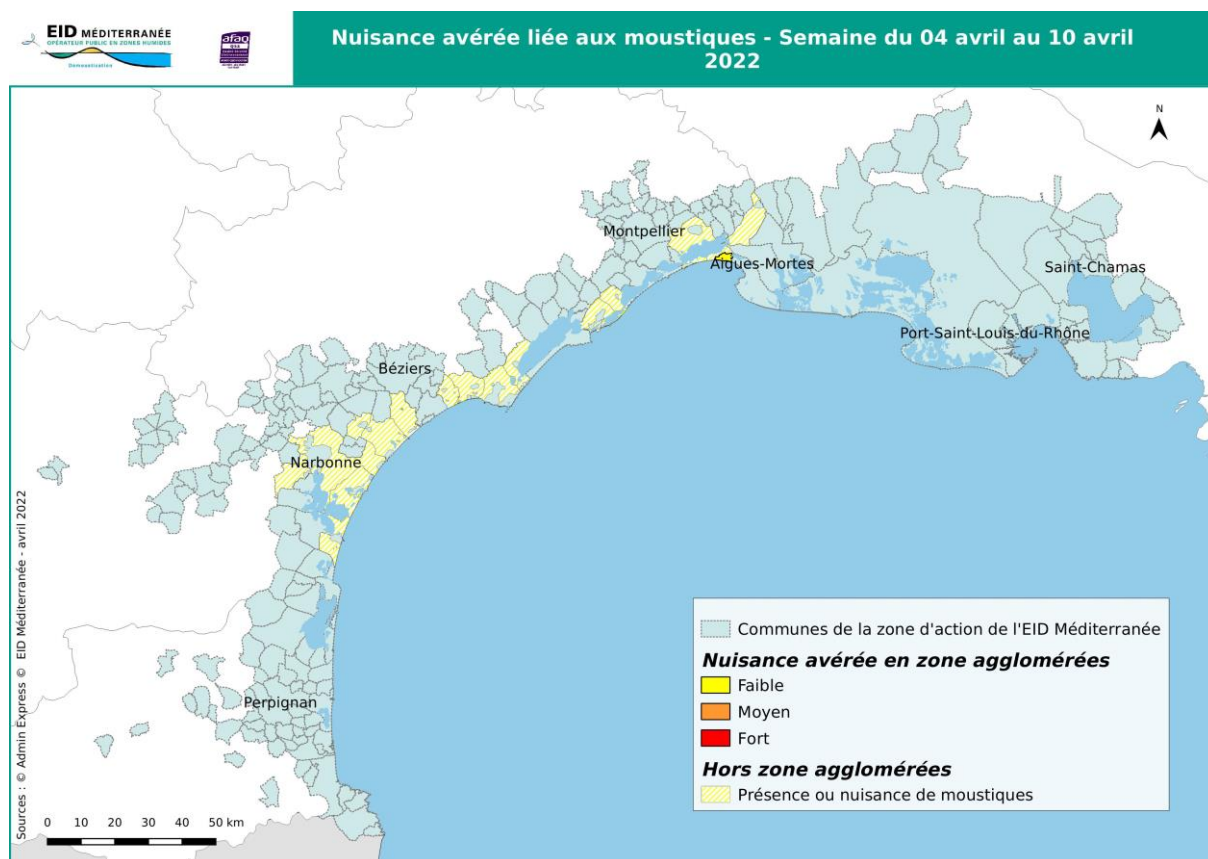 EID MÉDITERRANÉE
OPÉRATEUR PUBLIC EN ZONES HUMIDES
Démoustication
afaq
Nuisance avérée liée aux moustiques - Semaine du 04 avril au 10 avril
2022
N
Montpellier
Aigues-Mortes
Saint-Chamas
Port-Saint-Louis-du-Rhône
Béziers
Narbonne
Perpignan
Communes de la zone d'action de l'EID Méditerranée
Nuisance avérée en zone agglomérées
Faible
Moyen
Fort
Hors zone agglomérées
Présence ou nuisance de moustiques
0 10 20 30 40 50 km
Sources : © Admin Express © EID Méditerranée - avril 2022